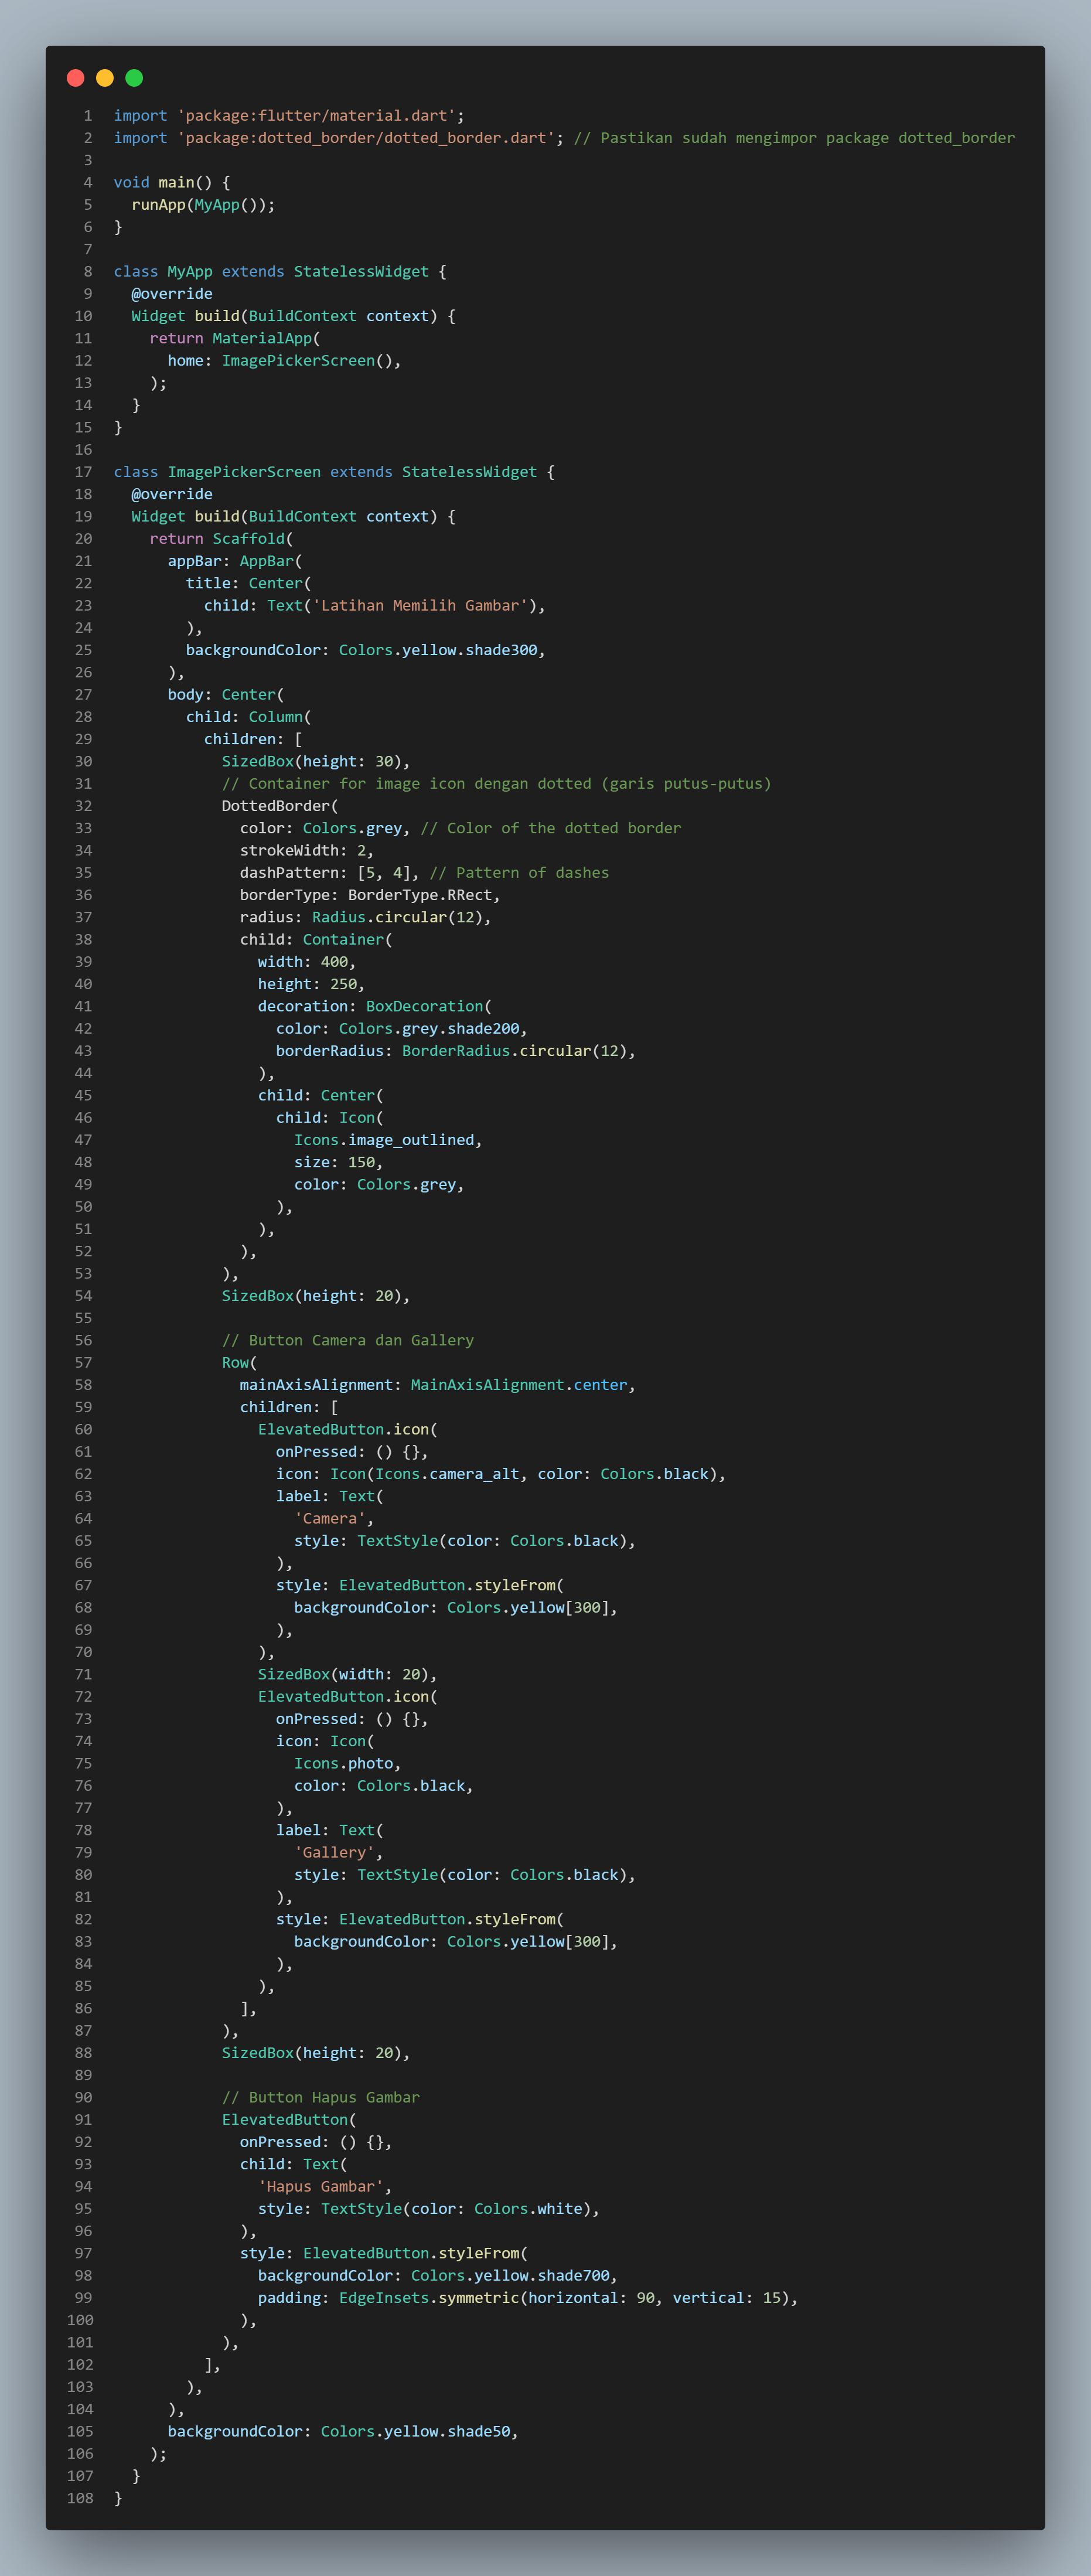 1 import 'package:flutter/material.dart';
2 import 'package:dotted_border/dotted_border.dart'; // Pastikan sudah mengimpor package dotted_border
3
4 void main() {
5   runApp(MyApp());
6 }
7
8 class MyApp extends StatelessWidget {
9   @override
10   Widget build(BuildContext context) {
11     return MaterialApp(
12       home: ImagePickerScreen(),
13     );
14   }
15 }
16
17 class ImagePickerScreen extends StatelessWidget {
18   @override
19   Widget build(BuildContext context) {
20     return Scaffold(
21       appBar: AppBar(
22         title: Center(
23           child: Text('Latihan Memilih Gambar'),
24         ),
25         backgroundColor: Colors.yellow.shade300,
26       ),
27       body: Center(
28         child: Column(
29           children: [
30             SizedBox(height: 30),
31             // Container for image icon dengan dotted (garis putus-putus)
32             DottedBorder(
33               color: Colors.grey, // Color of the dotted border
34               strokeWidth: 2,
35               dashPattern: [5, 4], // Pattern of dashes
36               borderType: BorderType.RRect,
37               radius: Radius.circular(12),
38               child: Container(
39                 width: 400,
40                 height: 250,
41                 decoration: BoxDecoration(
42                   color: Colors.grey.shade200,
43                   borderRadius: BorderRadius.circular(12),
44                 ),
45                 child: Center(
46                   child: Icon(
47                     Icons.image_outlined,
48                     size: 150,
49                     color: Colors.grey,
50                   ),
51                 ),
52               ),
53             ),
54             SizedBox(height: 20),
55
56             // Button Camera dan Gallery
57             Row(
58               mainAxisAlignment: MainAxisAlignment.center,
59               children: [
60                 ElevatedButton.icon(
61                   onPressed: () {},
62                   icon: Icon(Icons.camera_alt, color: Colors.black),
63                   label: Text(
64                     'Camera',
65                     style: TextStyle(color: Colors.black),
66                   ),
67                   style: ElevatedButton.styleFrom(
68                     backgroundColor: Colors.yellow[300],
69                   ),
70                 ),
71                 SizedBox(width: 20),
72                 ElevatedButton.icon(
73                   onPressed: () {},
74                   icon: Icon(
75                     Icons.photo,
76                     color: Colors.black,
77                   ),
78                   label: Text(
79                     'Gallery',
80                     style: TextStyle(color: Colors.black),
81                   ),
82                   style: ElevatedButton.styleFrom(
83                     backgroundColor: Colors.yellow[300],
84                   ),
85                 ),
86               ],
87             ),
88             SizedBox(height: 20),
89
90             // Button Hapus Gambar
91             ElevatedButton(
92               onPressed: () {},
93               child: Text(
94                 'Hapus Gambar',
95                 style: TextStyle(color: Colors.white),
96               ),
97               style: ElevatedButton.styleFrom(
98                 backgroundColor: Colors.yellow.shade700,
99                 padding: EdgeInsets.symmetric(horizontal: 90, vertical: 15),
100               ),
101             ),
102           ],
103         ),
104       ),
105       backgroundColor: Colors.yellow.shade50,
106     );
107   }
108 }